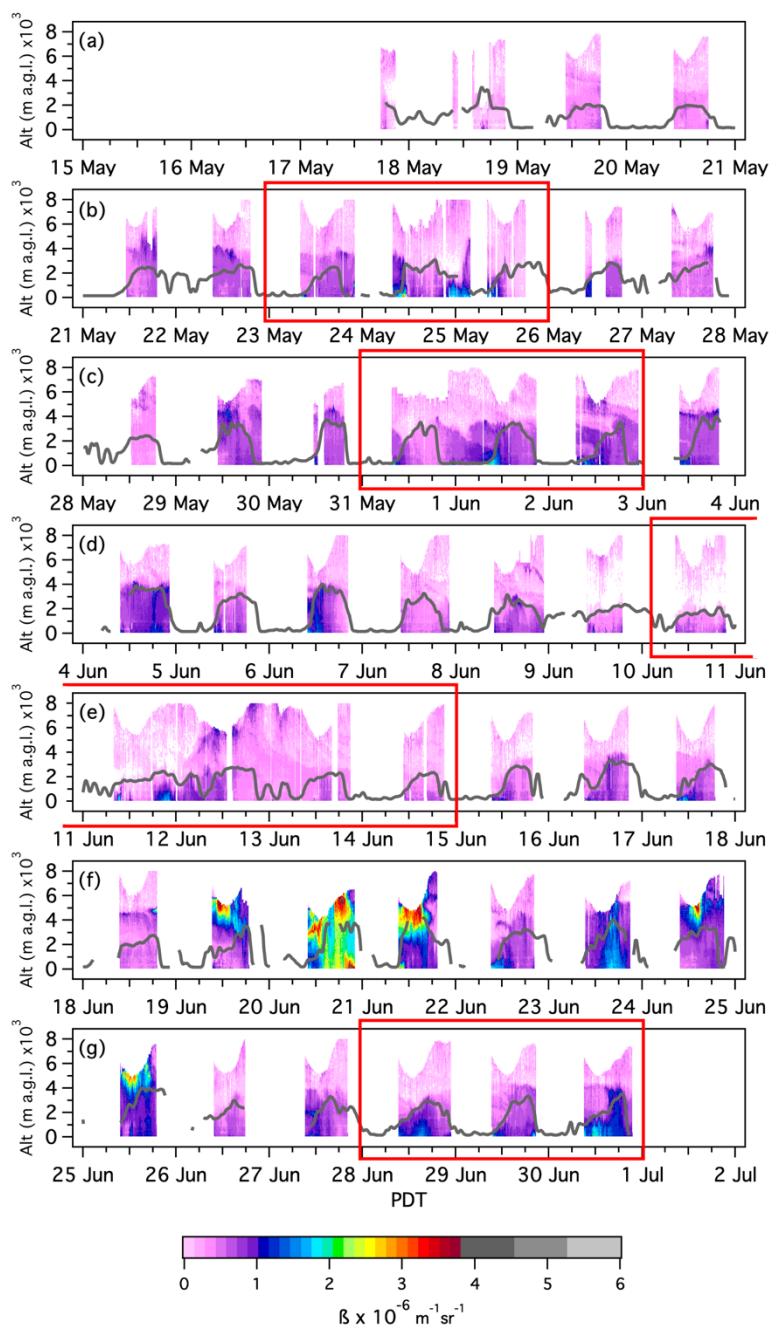 (a)
Alt (m a.g.l.) x10³
8
6
4
2
0
15 May 16 May 17 May 18 May 19 May 20 May 21 May
(b)
Alt (m a.g.l.) x10³
8
6
4
2
0
21 May 22 May 23 May 24 May 25 May 26 May 27 May 28 May
(c)
Alt (m a.g.l.) x10³
8
6
4
2
0
28 May 29 May 30 May 31 May 1 Jun 2 Jun 3 Jun 4 Jun
(d)
Alt (m a.g.l.) x10³
8
6
4
2
0
4 Jun 5 Jun 6 Jun 7 Jun 8 Jun 9 Jun 10 Jun 11 Jun
(e)
Alt (m a.g.l.) x10³
8
6
4
2
0
11 Jun 12 Jun 13 Jun 14 Jun 15 Jun 16 Jun 17 Jun 18 Jun
(f)
Alt (m a.g.l.) x10³
8
6
4
2
0
18 Jun 19 Jun 20 Jun 21 Jun 22 Jun 23 Jun 24 Jun 25 Jun
(g)
Alt (m a.g.l.) x10³
8
6
4
2
0
25 Jun 26 Jun 27 Jun 28 Jun 29 Jun 30 Jun 1 Jul 2 Jul
PDT
0 1 2 3 4 5 6
ß x 10⁻⁶ m⁻¹sr⁻¹